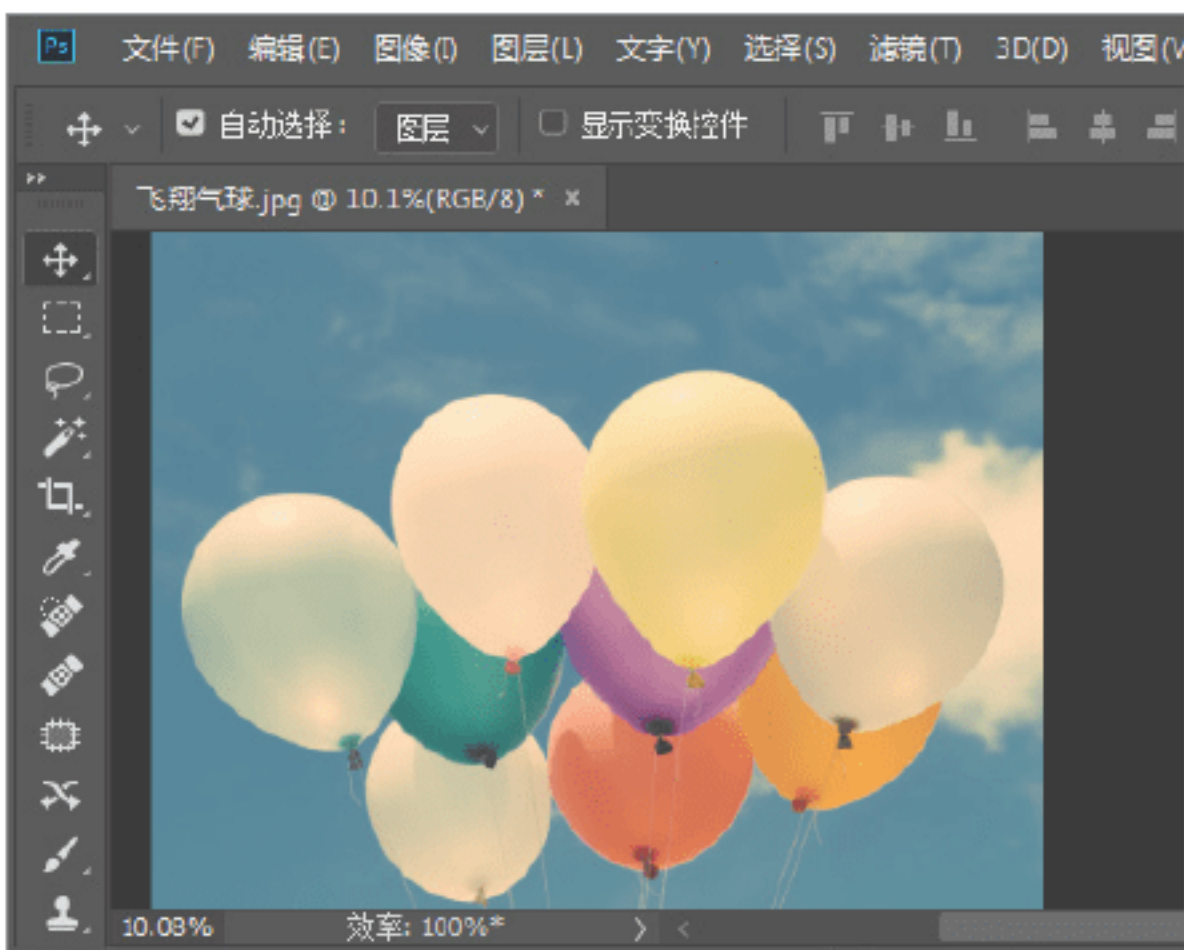 Ps 文件(F) 编辑(E) 图像(I) 图层(L) 文字(Y) 选择(S) 滤镜(T) 3D(D) 视图(V
自动选择： 图层 显示变换控件
飞翔气球.jpg @ 10.1%(RGB/8) * ×
10.03% 效率: 100%*